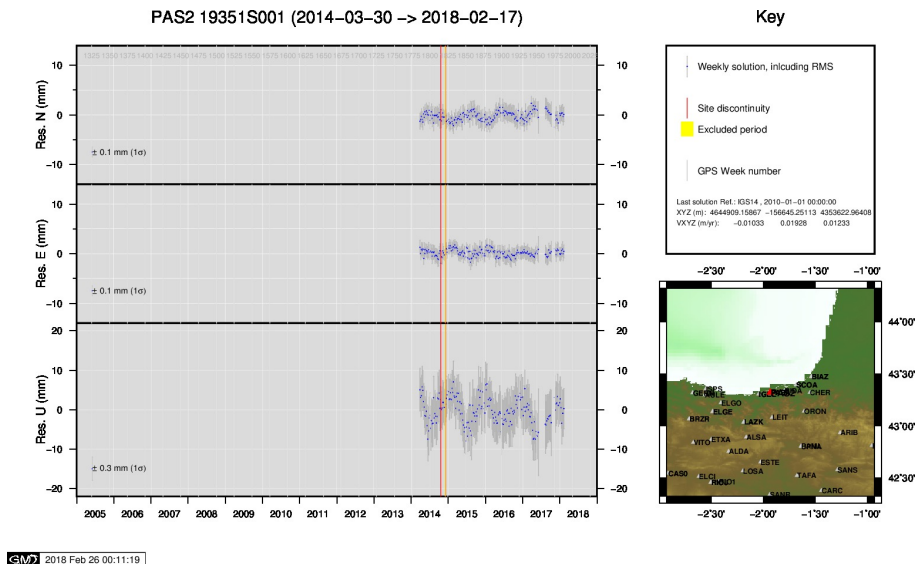 PAS2 19351S001 (2014−03−30 −> 2018−02−17)
Key
10
0
−10
Res. N (mm)
± 0.1 mm (1σ)
10
0
−10
10
0
−10
Res. E (mm)
± 0.1 mm (1σ)
10
0
−10
20
10
0
−10
−20
Res. U (mm)
± 0.3 mm (1σ)
20
10
0
−10
−20
2005 2006 2007 2008 2009 2010 2011 2012 2013 2014 2015 2016 2017 2018
Weekly solution, inlcuding RMS
Site discontinuity
Excluded period
GPS Week number
Last solution Ref.: IGS14 , 2010−01−01 00:00:00
XYZ (m): 4644909.15867 −156645.25113 4353622.96408
VXYZ (m/yr): −0.01033 0.01928 0.01233
−2˚30' −2˚00' −1˚30' −1˚00'
44˚00'
43˚30'
43˚00'
42˚30'
BIAZ
SCOA
CHER
ELGO
ELGE
ORON
BRZR
LAZK
LEIT
ARIB
VITO
ETXA
ALSA
ALDA
ESTE
CAS0
ELCI
LOSA
TAFA
SANS
CARC
SANR
−2˚30' −2˚00' −1˚30' −1˚00'
GMD 2018 Feb 26 00:11:19